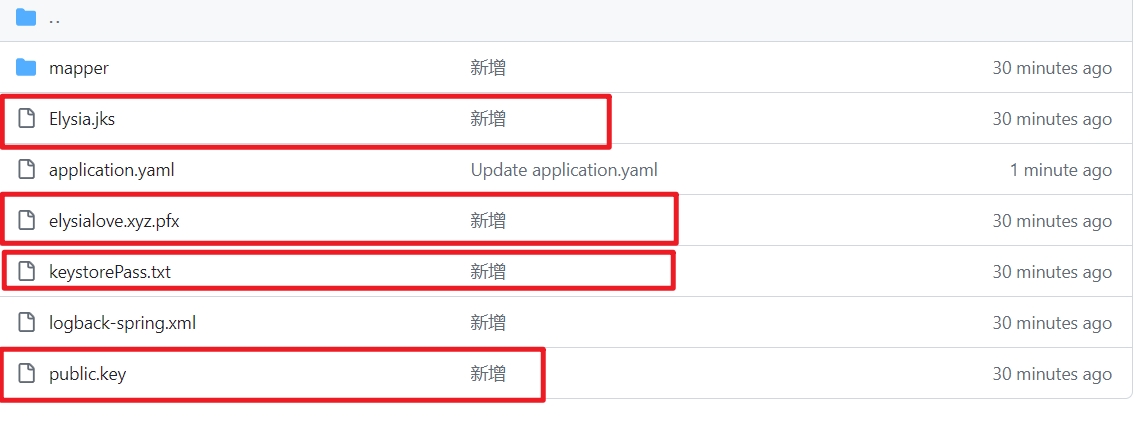 ..
mapper 新增 30 minutes ago
Elysia.jks 新增 30 minutes ago
application.yaml Update application.yaml 1 minute ago
elysialove.xyz.pfx 新增 30 minutes ago
keystorePass.txt 新增 30 minutes ago
logback-spring.xml 新增 30 minutes ago
public.key 新增 30 minutes ago